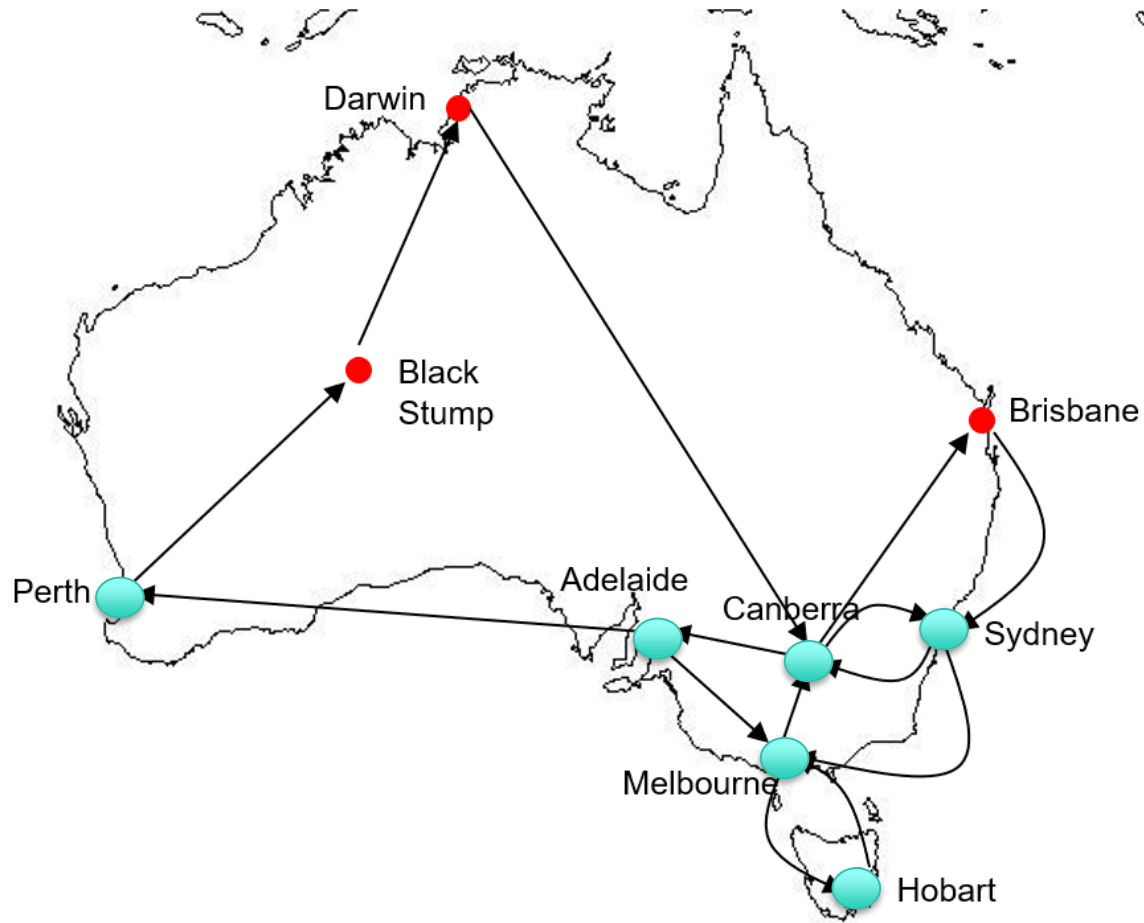 Darwin
Black
Stump
Brisbane
Perth
Adelaide
Canberra
Sydney
Melbourne
Hobart